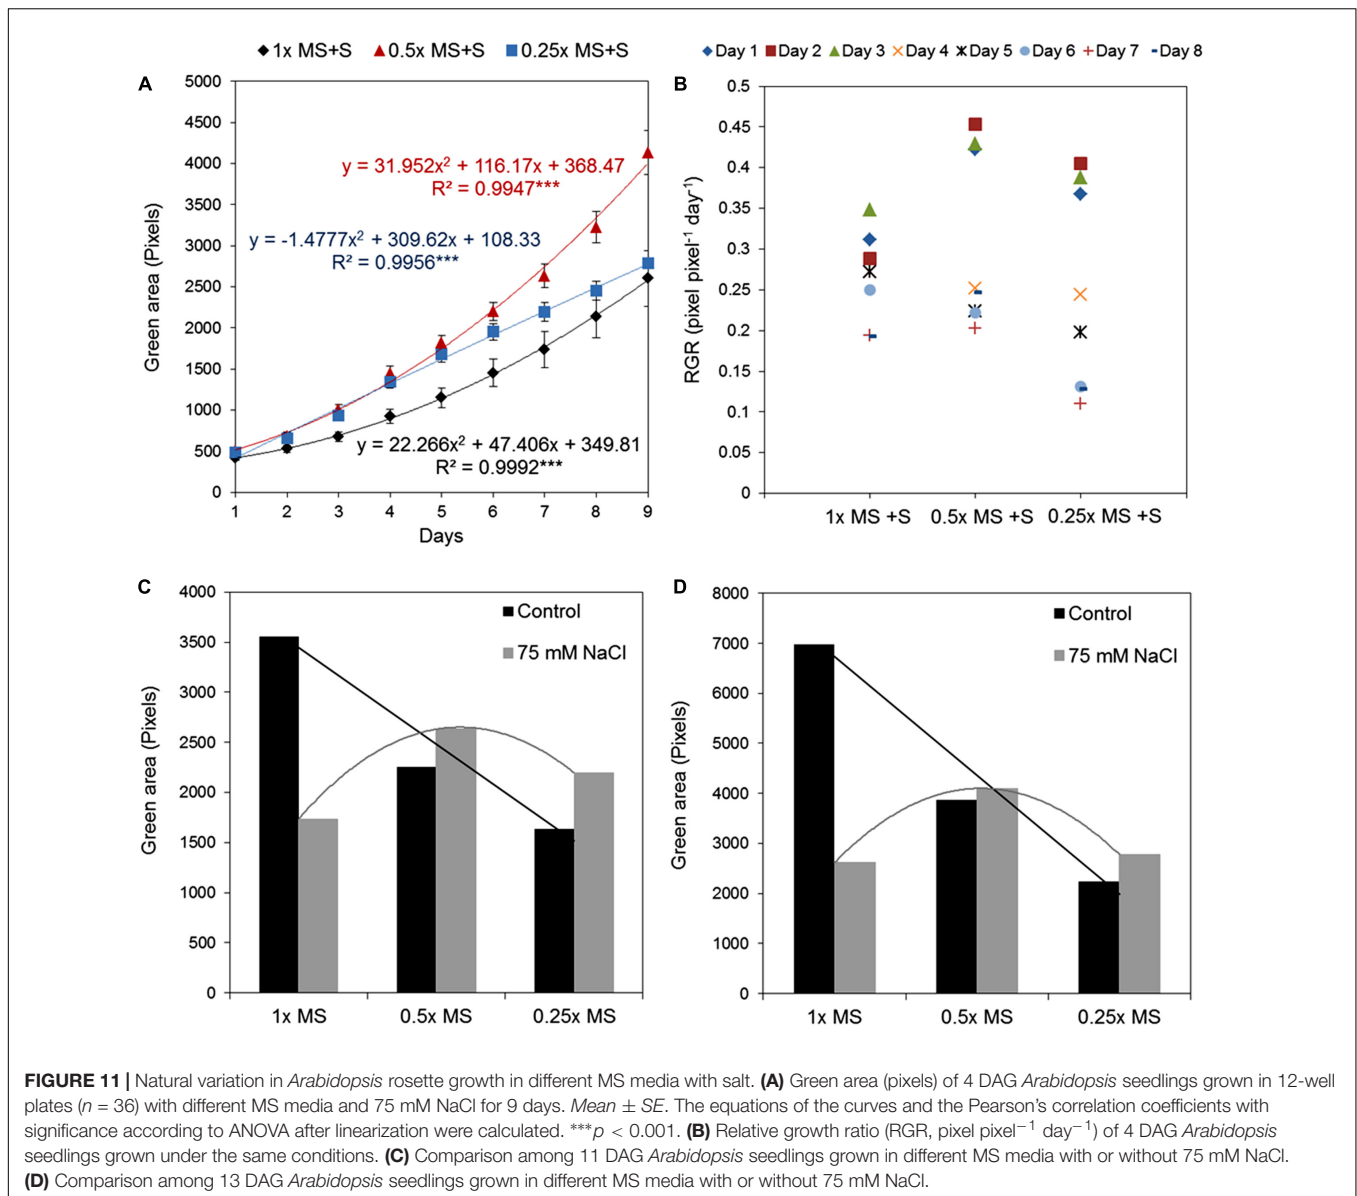 1x MS+S 0.5x MS+S 0.25x MS+S
Day 1 Day 2 Day 3 Day 4 Day 5 Day 6 Day 7 Day 8
A
5000
4500
4000
3500
3000
2500
2000
1500
1000
500
0
Green area (Pixels)
y = 31.952x² + 116.17x + 368.47
R² = 0.9947***
y = -1.4777x² + 309.62x + 108.33
R² = 0.9956***
y = 22.266x² + 47.406x + 349.81
R² = 0.9992***
1 2 3 4 5 6 7 8 9
Days
B
0.5
0.45
0.4
0.35
0.3
0.25
0.2
0.15
0.1
0.05
0
RGR (pixel pixel⁻¹ day⁻¹)
1x MS +S 0.5x MS +S 0.25x MS +S
C
4000
3500
3000
2500
2000
1500
1000
500
0
Green area (Pixels)
Control
75 mM NaCl
1x MS 0.5x MS 0.25x MS
D
8000
7000
6000
5000
4000
3000
2000
1000
0
Green area (Pixels)
Control
75 mM NaCl
1x MS 0.5x MS 0.25x MS
FIGURE 11 | Natural variation in Arabidopsis rosette growth in different MS media with salt. (A) Green area (pixels) of 4 DAG Arabidopsis seedlings grown in 12-well
plates (n = 36) with different MS media and 75 mM NaCl for 9 days. Mean ± SE. The equations of the curves and the Pearson's correlation coefficients with
significance according to ANOVA after linearization were calculated. ***p < 0.001. (B) Relative growth ratio (RGR, pixel pixel⁻¹ day⁻¹) of 4 DAG Arabidopsis
seedlings grown under the same conditions. (C) Comparison among 11 DAG Arabidopsis seedlings grown in different MS media with or without 75 mM NaCl.
(D) Comparison among 13 DAG Arabidopsis seedlings grown in different MS media with or without 75 mM NaCl.